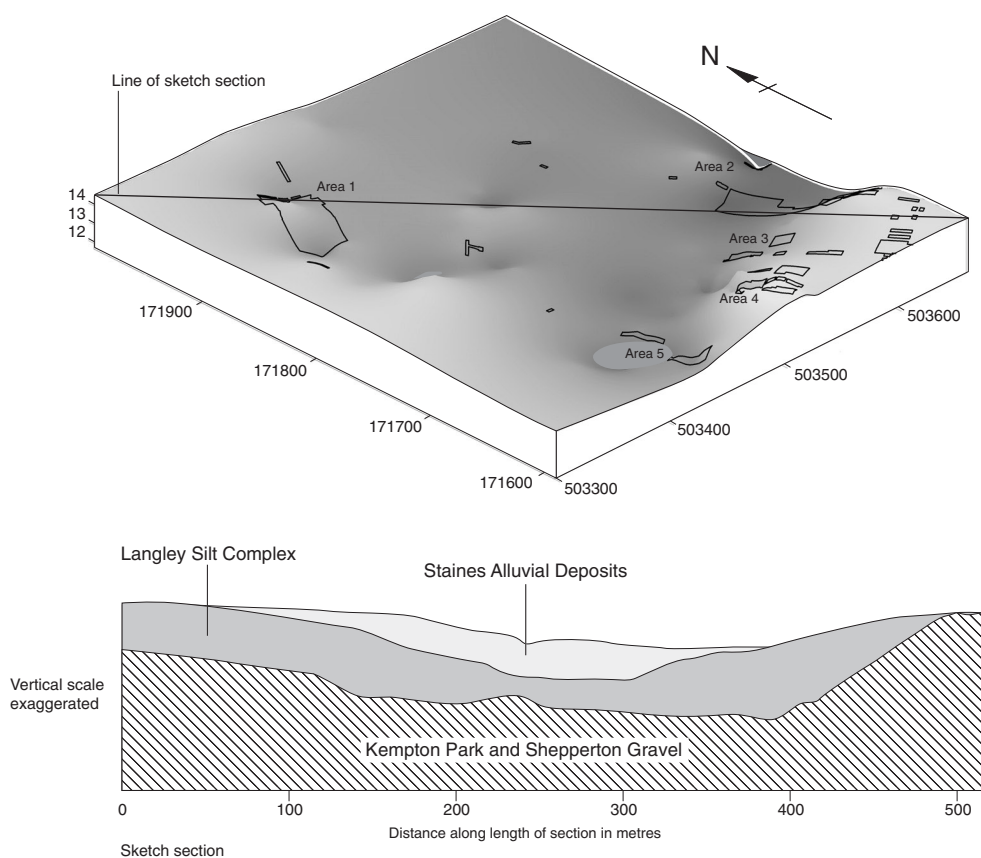 N
Line of sketch section
Area 2
Area 1
14
13
12
Area 3
Area 4
171900
503600
Area 5
171800
503500
171700
503400
171600
503300
Langley Silt Complex
Staines Alluvial Deposits
Vertical scale
exaggerated
Kempton Park and Shepperton Gravel
0 100 200 300 400 500
Distance along length of section in metres
Sketch section